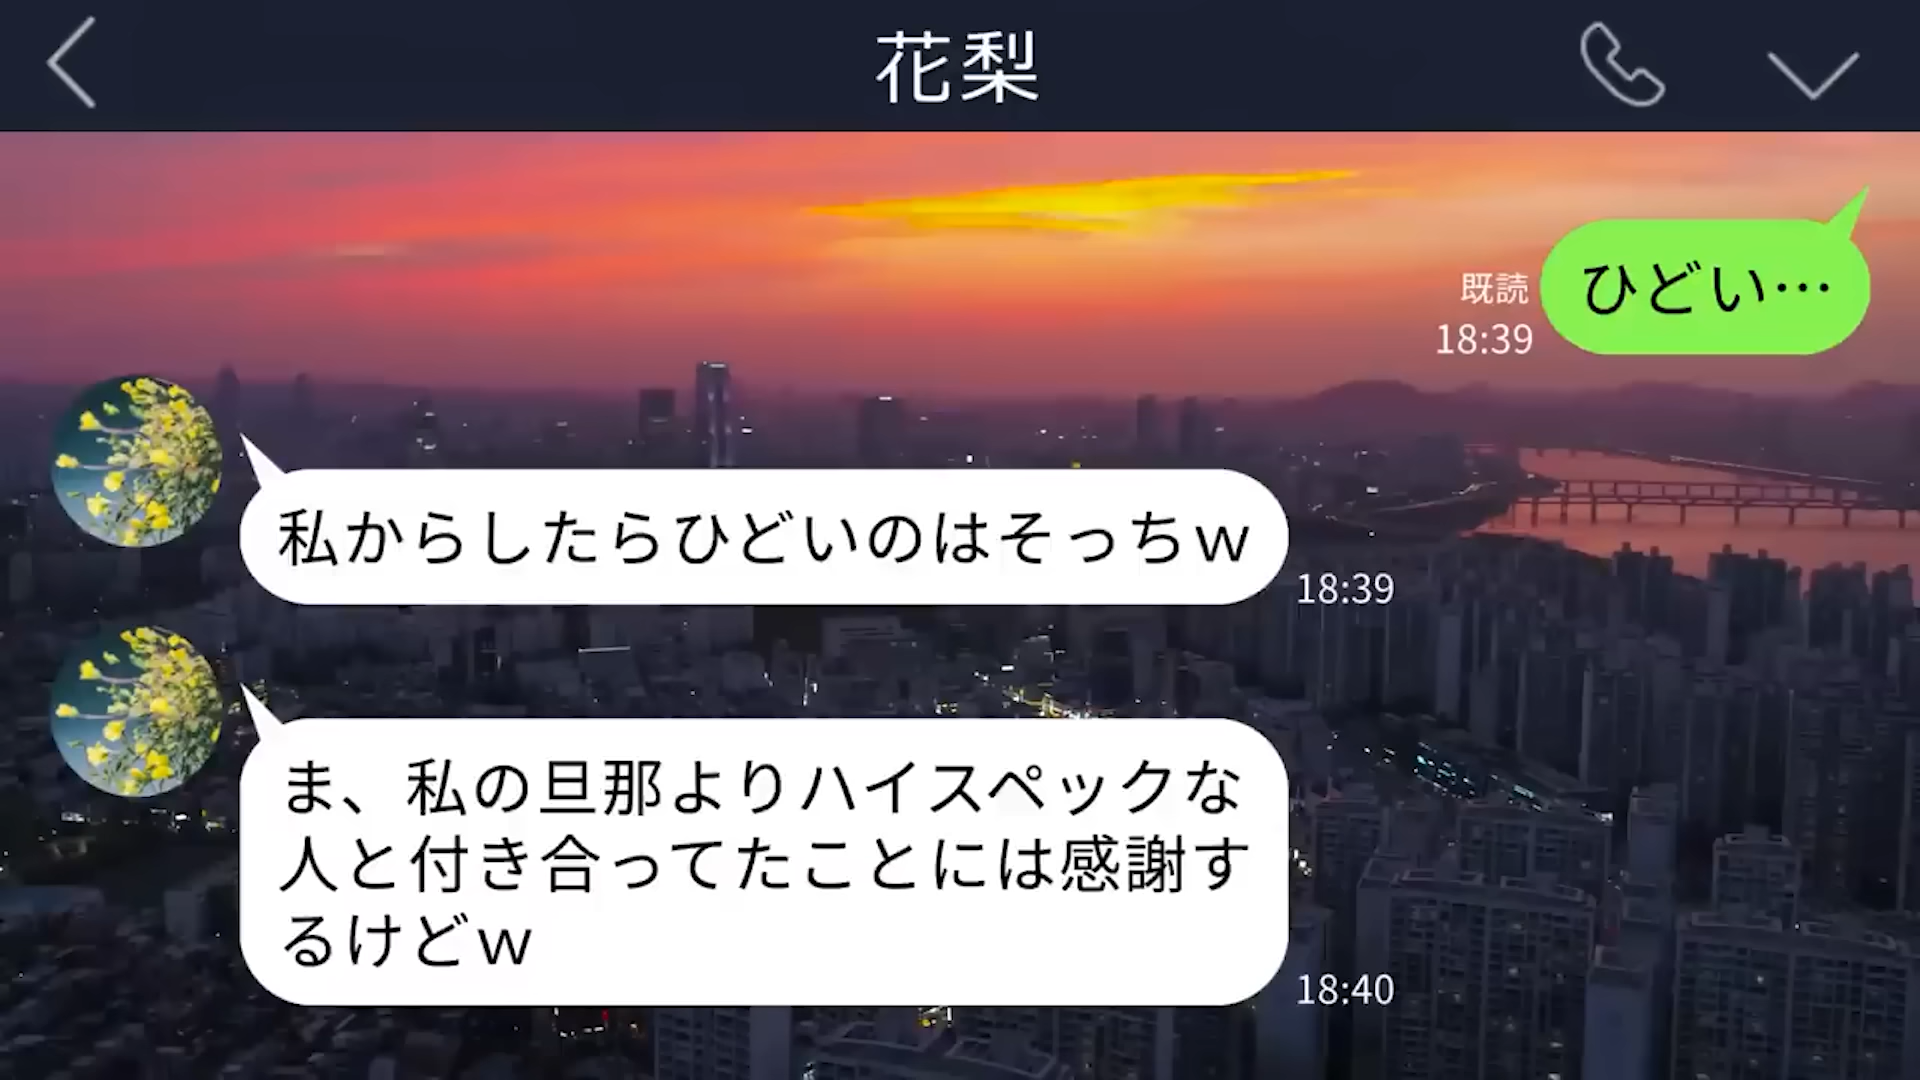 花梨
ひどい…
既読
18:39
私からしたらひどいのはそっちｗ
18:39
ま、私の旦那よりハイスペックな
人と付き合ってたことには感謝す
るけどｗ
18:40